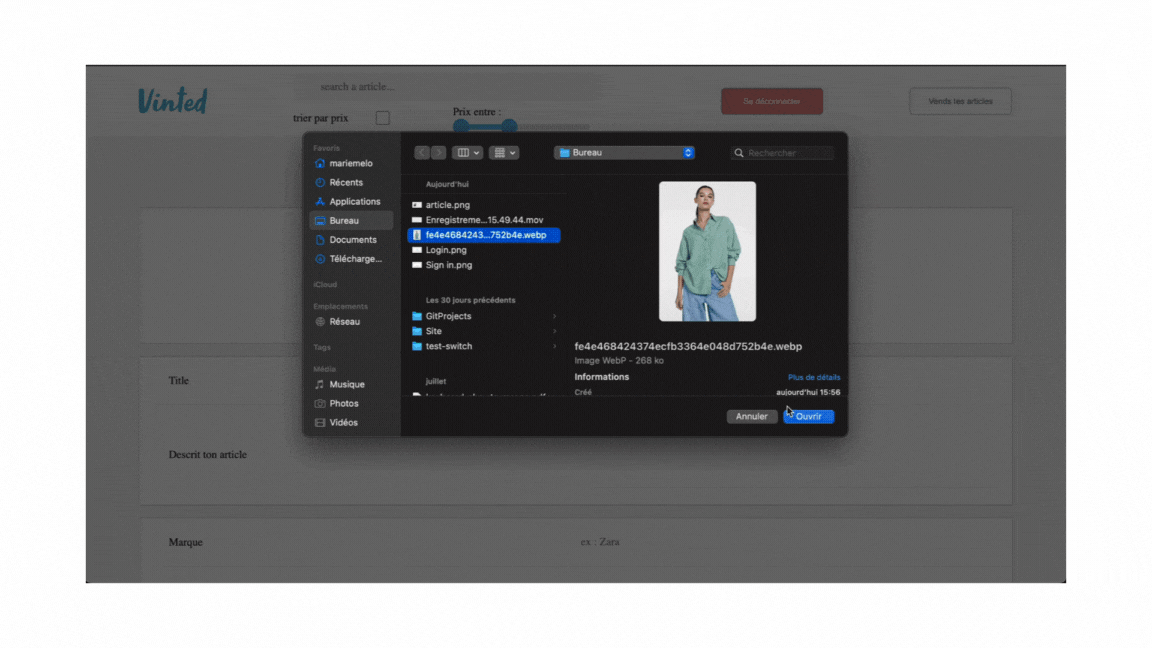 Vinted
search a article...
trier par prix
Prix entre :
Se déconnecter
Vends tes articles
Favoris
mariemelo
Récents
Applications
Bureau
Documents
Télécharge...
iCloud
Emplacements
Réseau
Tags
Média
Musique
Photos
Vidéos
Bureau
Rechercher
Aujourd'hui
article.png
Enregistreme...15.49.44.mov
fe4e4684243...752b4e.webp
Login.png
Sign in.png
Les 30 jours précédents
GitProjects
Site
test-switch
juillet
fe4e468424374ecfb3364e048d752b4e.webp
Image WebP - 268 ko
Informations
Plus de détails
Créé
aujourd'hui 15:56
Annuler
Ouvrir
Title
Descrit ton article
Marque
ex : Zara